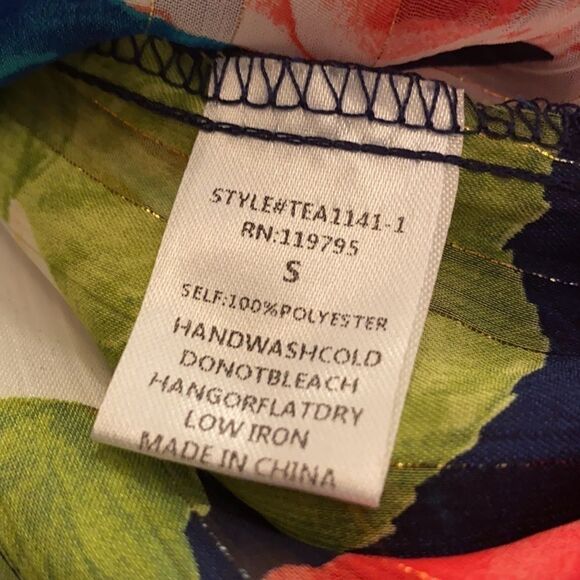 STYLE#TEA1141-1
RN:119795
S
SELF:100%POLYESTER
HANDWASHCOLD
DONOTBLEACH
HANGORFLATDRY
LOW IRON
MADE IN CHINA